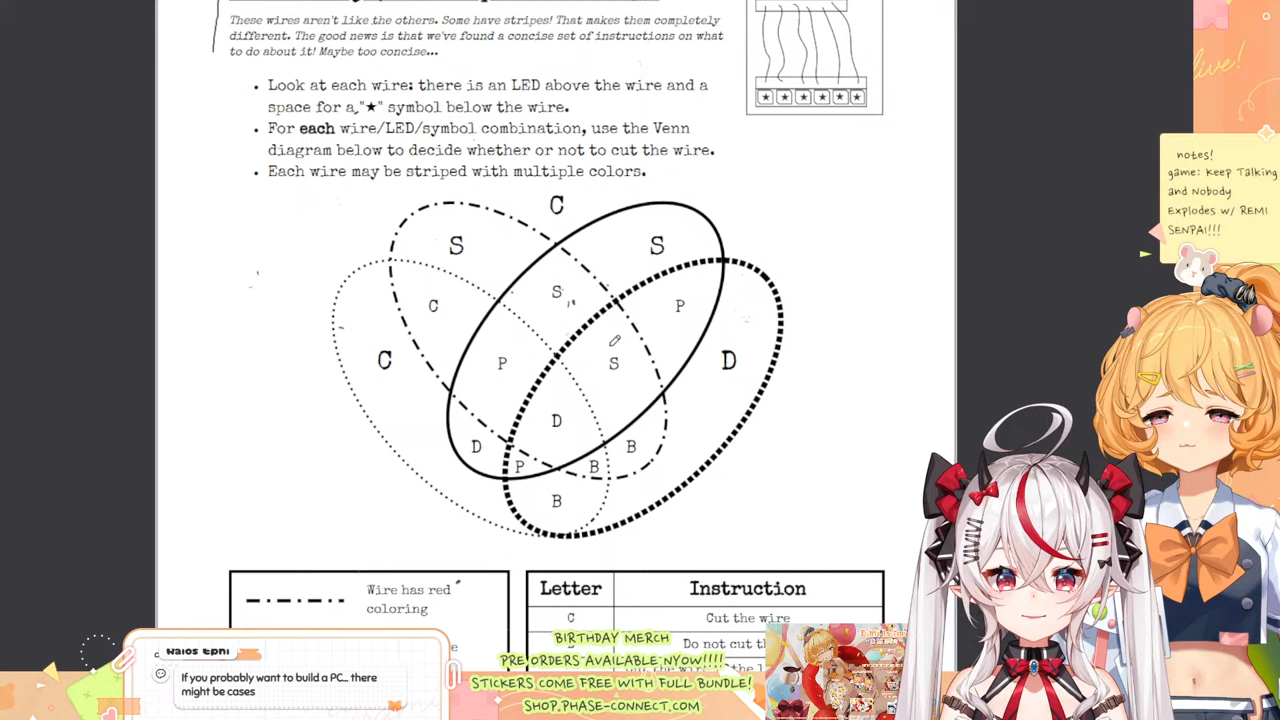 These wires aren't like the others. Some have stripes! That makes them completely
different. The good news is that we've found a concise set of instructions on what
to do about it! Maybe too concise...
• Look at each wire: there is an LED above the wire and a
space for a "★" symbol below the wire.
• For each wire/LED/symbol combination, use the Venn
diagram below to decide whether or not to cut the wire.
• Each wire may be striped with multiple colors.
C
S
S
S
C
P
C
P
S
D
D
D
B
P
B
B
Wire has red
coloring
Letter Instruction
C Cut the wire
Do not cut th
live!
notes!
game: Keep Talking
and Nobody
Explodes w/ REMI
SENPAI!!!
If you probably want to build a PC... there
might be cases
BIRTHDAY MERCH
PRE ORDERS AVAILABLE NYOW!!!!
STICKERS COME FREE WITH FULL BUNDLE!
SHOP.PHASE-CONNECT.COM